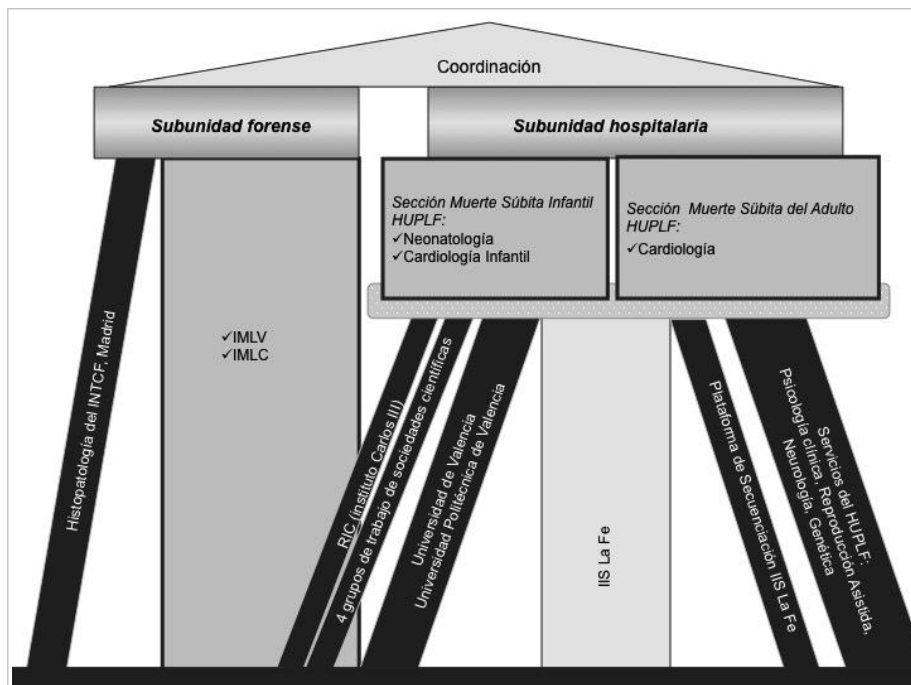 Coordinación
Subunidad forense
Subunidad hospitalaria
Sección Muerte Súbita Infantil
HUPLF:
✓Neonatología
✓Cardiología Infantil
Sección Muerte Sübita del Adulto
HUPLF:
✓Cardiología
✓IMLV
✓IMLC
Histopatología del INTCF, Madrid
RIC (instituto Carlos III)
4 grupos de trabajo de sociedades científicas
Universidad de Valencia
Universidad Politécnica de Valencia
IIS La Fe
Plataforma de Secuenciación IIS La Fe
Servicios del HUPLF:
Psicología clínica, Reproducción Asistida,
Neurología, Genética